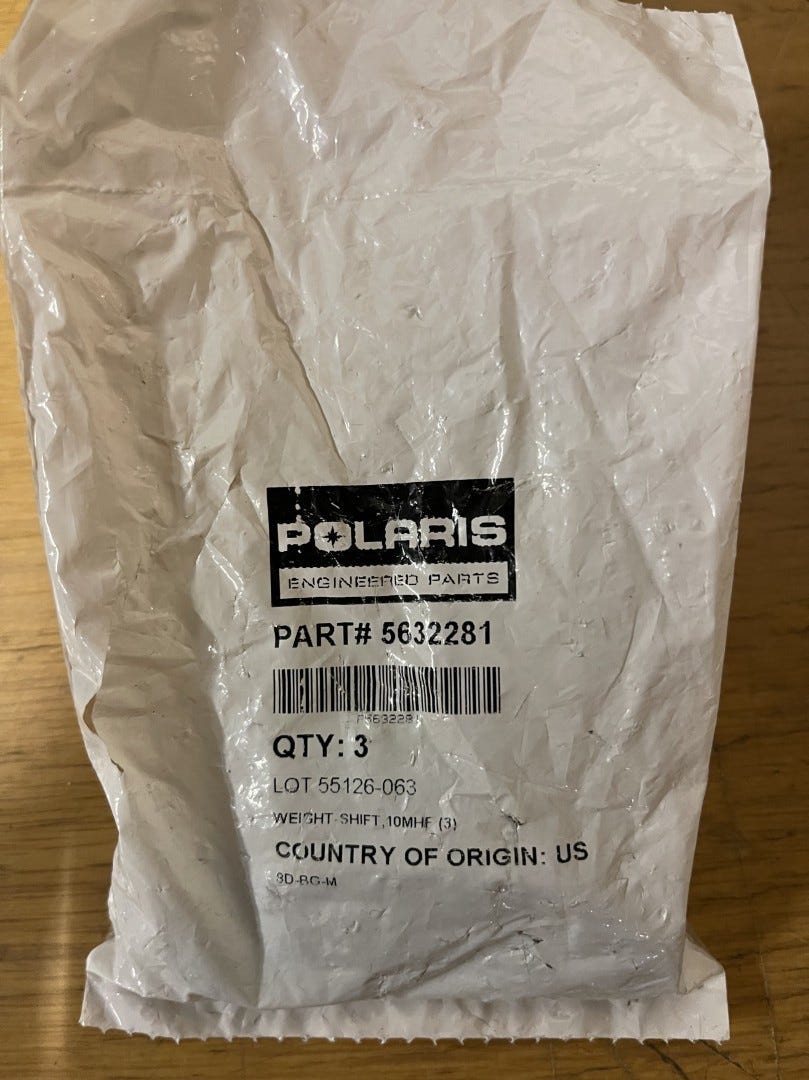 POLARIS
ENGINEERED PARTS
PART# 5632281
QTY: 3
LOT 55126-063
WEIGHT-SHIFT,10MHF (3)
COUNTRY OF ORIGIN: US